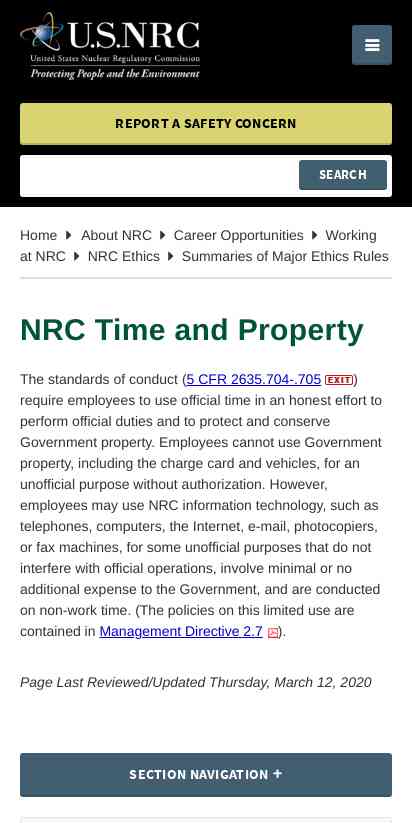 U.S.NRC
United States Nuclear Regulatory Commission
Protecting People and the Environment
REPORT A SAFETY CONCERN
SEARCH
Home About NRC Career Opportunities Working
at NRC NRC Ethics Summaries of Major Ethics Rules
NRC Time and Property
The standards of conduct (5 CFR 2635.704-.705 EXIT)
require employees to use official time in an honest effort to
perform official duties and to protect and conserve
Government property. Employees cannot use Government
property, including the charge card and vehicles, for an
unofficial purpose without authorization. However,
employees may use NRC information technology, such as
telephones, computers, the Internet, e-mail, photocopiers,
or fax machines, for some unofficial purposes that do not
interfere with official operations, involve minimal or no
additional expense to the Government, and are conducted
on non-work time. (The policies on this limited use are
contained in Management Directive 2.7 ).
Page Last Reviewed/Updated Thursday, March 12, 2020
SECTION NAVIGATION +